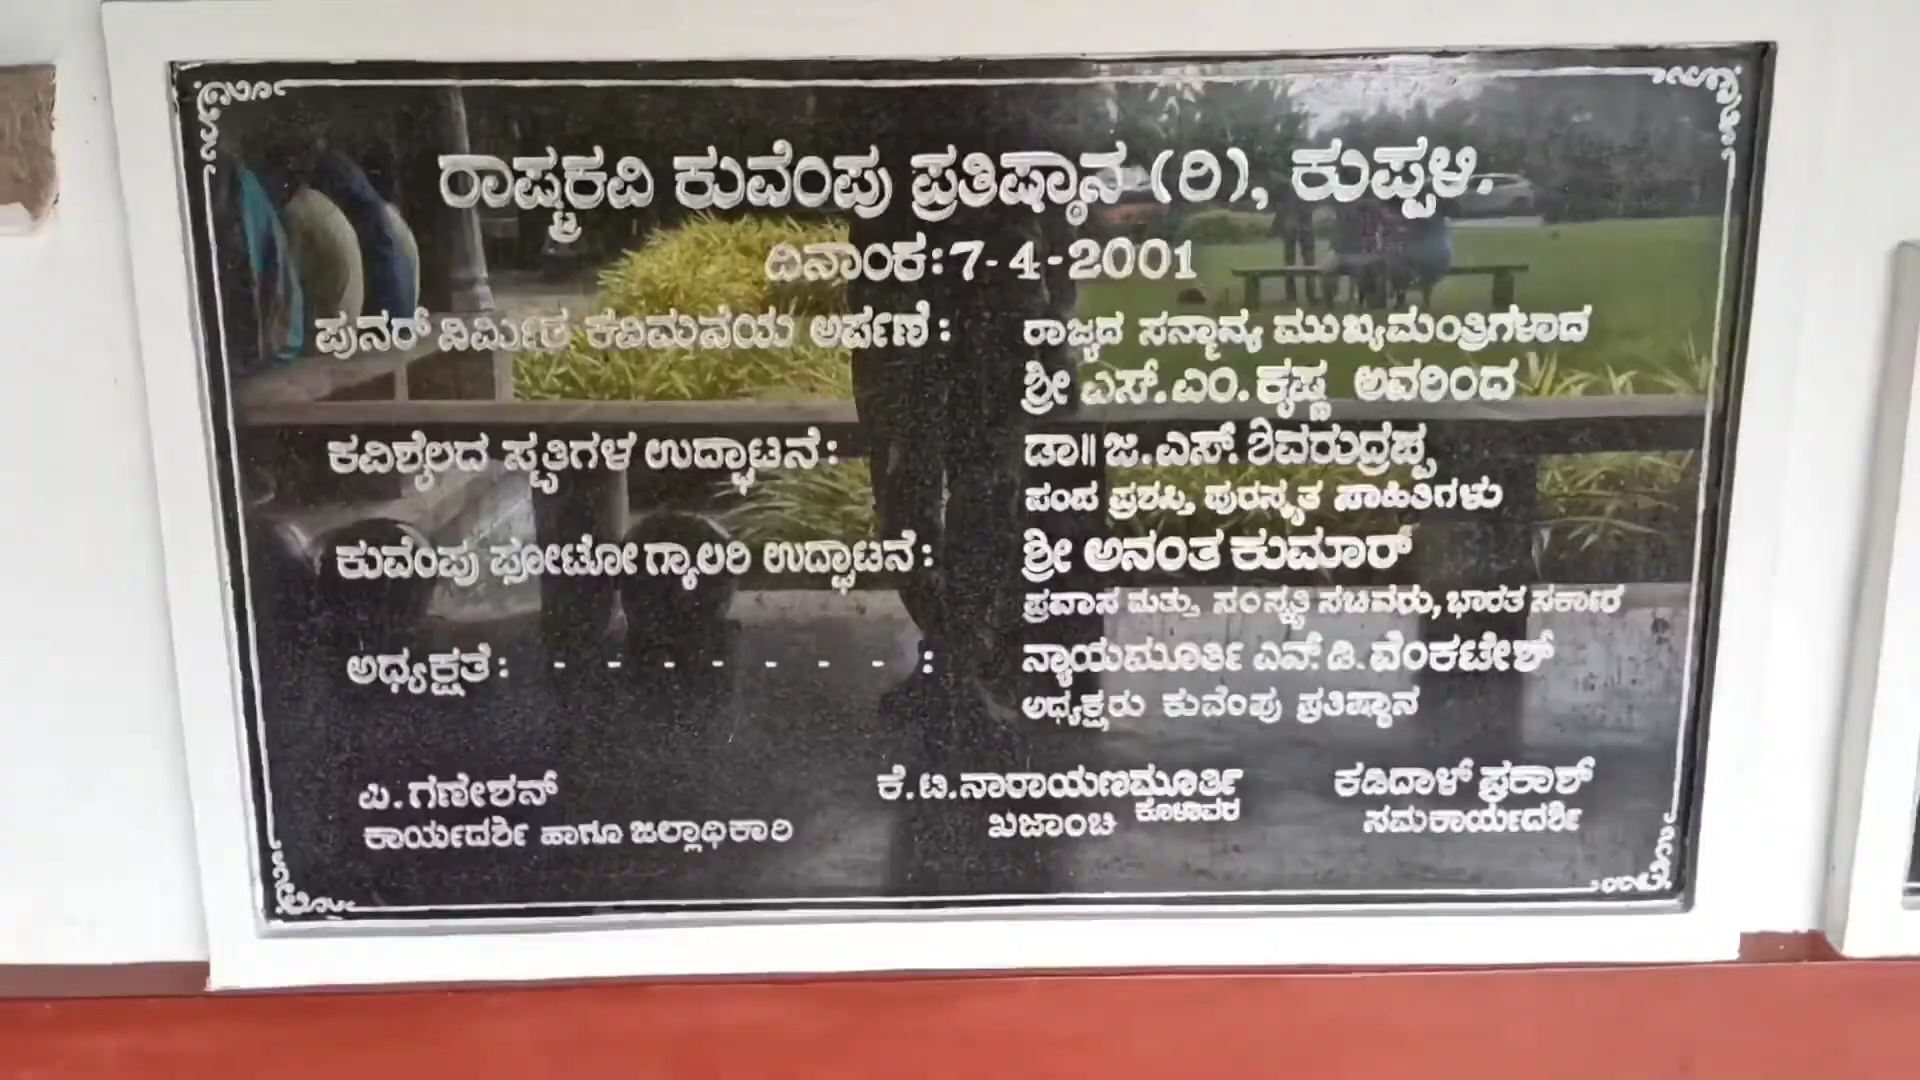 ರಾಷ್ಟ್ರಕವಿ ಕುವೆಂಪು ಪ್ರತಿಷ್ಠಾನ (ರಿ), ಕುಪ್ಪಳಿ.
ದಿನಾಂಕ: 7-4-2001
ಪುನರ್ ನಿರ್ಮಿತ ಕವಿಮನೆಯ ಅರ್ಪಣೆ: ರಾಜ್ಯದ ಸನ್ಮಾನ್ಯ ಮುಖ್ಯಮಂತ್ರಿಗಳಾದ
ಶ್ರೀ ಎಸ್.ಎಂ. ಕೃಷ್ಣ ಅವರಿಂದ
ಕವಿಶೈಲದ ಸ್ಮೃತಿಗಳ ಉದ್ಘಾಟನೆ: ಡಾ॥ ಜಿ.ಎಸ್. ಶಿವರುದ್ರಪ್ಪ
ಪಂಪ ಪ್ರಶಸ್ತಿ ಪುರಸ್ಕೃತ ಸಾಹಿತಿಗಳು
ಕುವೆಂಪು ಫೋಟೋ ಗ್ಯಾಲರಿ ಉದ್ಘಾಟನೆ: ಶ್ರೀ ಅನಂತ ಕುಮಾರ್
ಪ್ರವಾಸ ಮತ್ತು ಸಂಸ್ಕೃತಿ ಸಚಿವರು, ಭಾರತ ಸರ್ಕಾರ
ಅಧ್ಯಕ್ಷತೆ: - - - - - - - : ನ್ಯಾಯಮೂರ್ತಿ ಎನ್. ಡಿ. ವೆಂಕಟೇಶ್
ಅಧ್ಯಕ್ಷರು ಕುವೆಂಪು ಪ್ರತಿಷ್ಠಾನ
ಪಿ. ಗಣೇಶನ್ ಕೆ. ಟಿ. ನಾರಾಯಣಮೂರ್ತಿ ಕಡಿದಾಳ್ ಪ್ರಕಾಶ್
ಕಾರ್ಯದರ್ಶಿ ಹಾಗೂ ಜಿಲ್ಲಾಧಿಕಾರಿ ಖಜಾಂಚಿ ಸಮಕಾರ್ಯದರ್ಶಿ